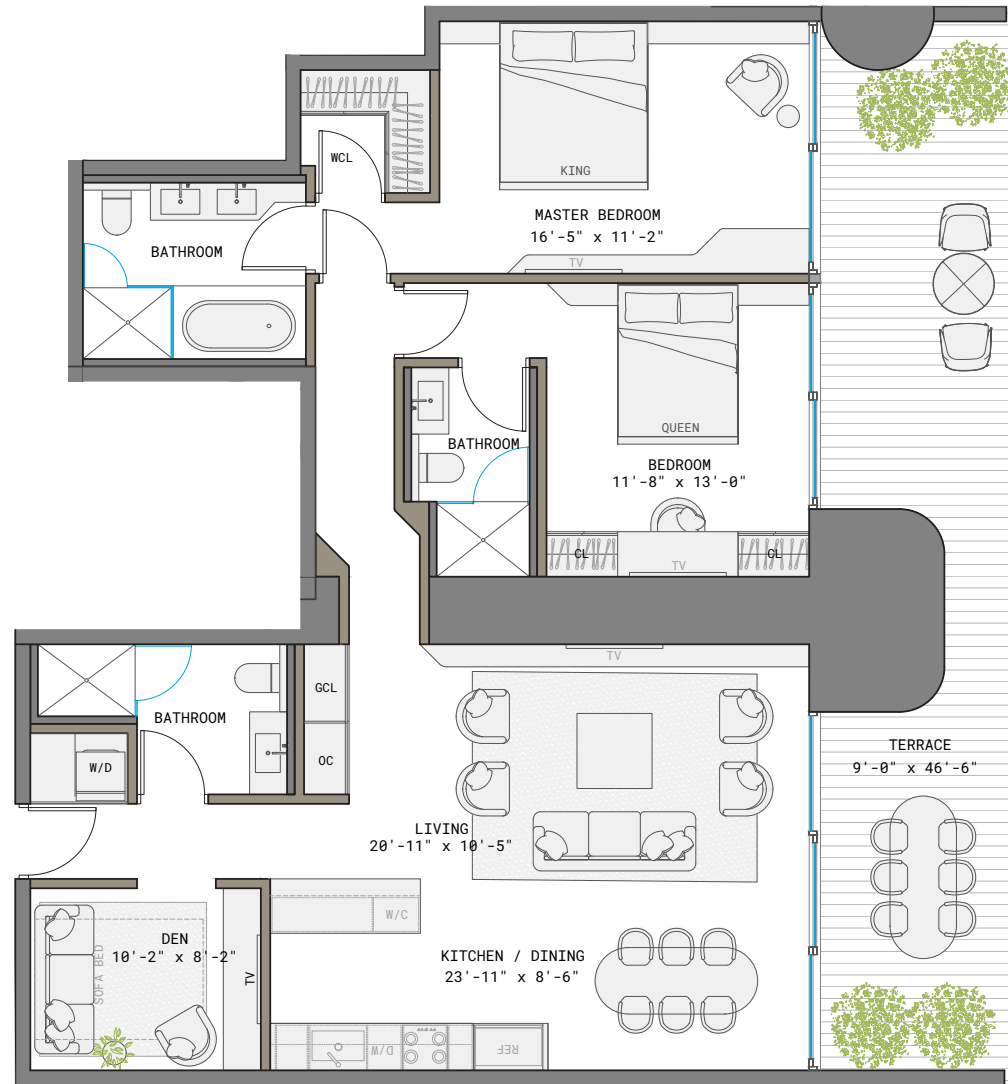 KING
WCL
MASTER BEDROOM
16'-5" x 11'-2"
BATHROOM
TV
QUEEN
BATHROOM
BEDROOM
11'-8" x 13'-0"
CL
CL
TV
TV
GCL
BATHROOM
OC
W/D
TERRACE
9'-0" x 46'-6"
LIVING
20'-11" x 10'-5"
W/C
DEN
10'-2" x 8'-2"
SOFA BED
TV
KITCHEN / DINING
23'-11" x 8'-6"
D/W
REF